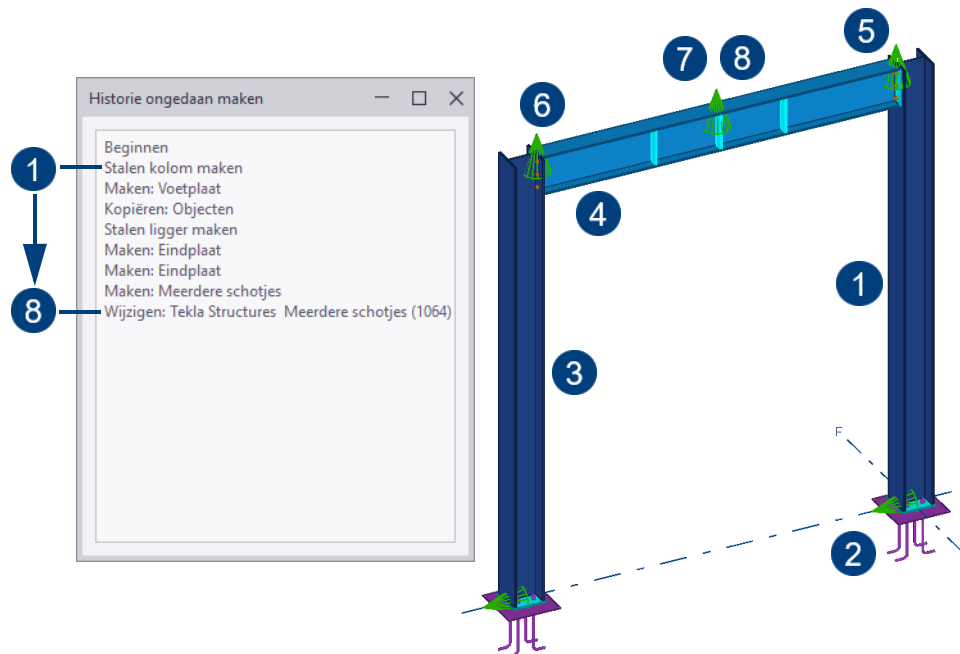 Historie ongedaan maken
Beginnen
Stalen kolom maken
Maken: Voetplaat
Kopiëren: Objecten
Stalen ligger maken
Maken: Eindplaat
Maken: Eindplaat
Maken: Meerdere schotjes
Wijzigen: Tekla Structures  Meerdere schotjes (1064)
1
8
5
7 8
6
4
1
3
F
2